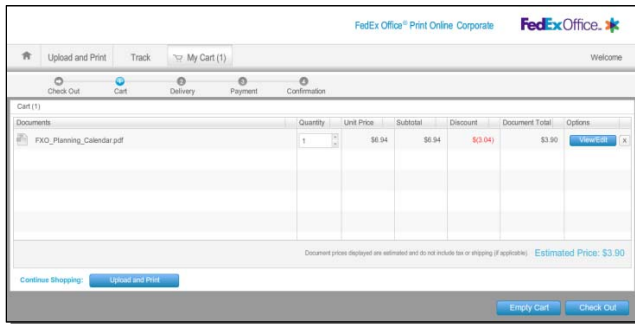 FedEx Office® Print Online Corporate
FedEx Office.
Upload and Print Track My Cart (1) Welcome
Check Out Cart Delivery Payment Confirmation
Cart (1)
Documents Quantity Unit Price Subtotal Discount Document Total Options
FXO_Planning_Calendar.pdf 1 $6.94 $6.94 $(3.04) $3.90 View/Edit X
Document prices displayed are estimated and do not include tax or shipping (if applicable). Estimated Price: $3.90
Continue Shopping: Upload and Print
Empty Cart Check Out